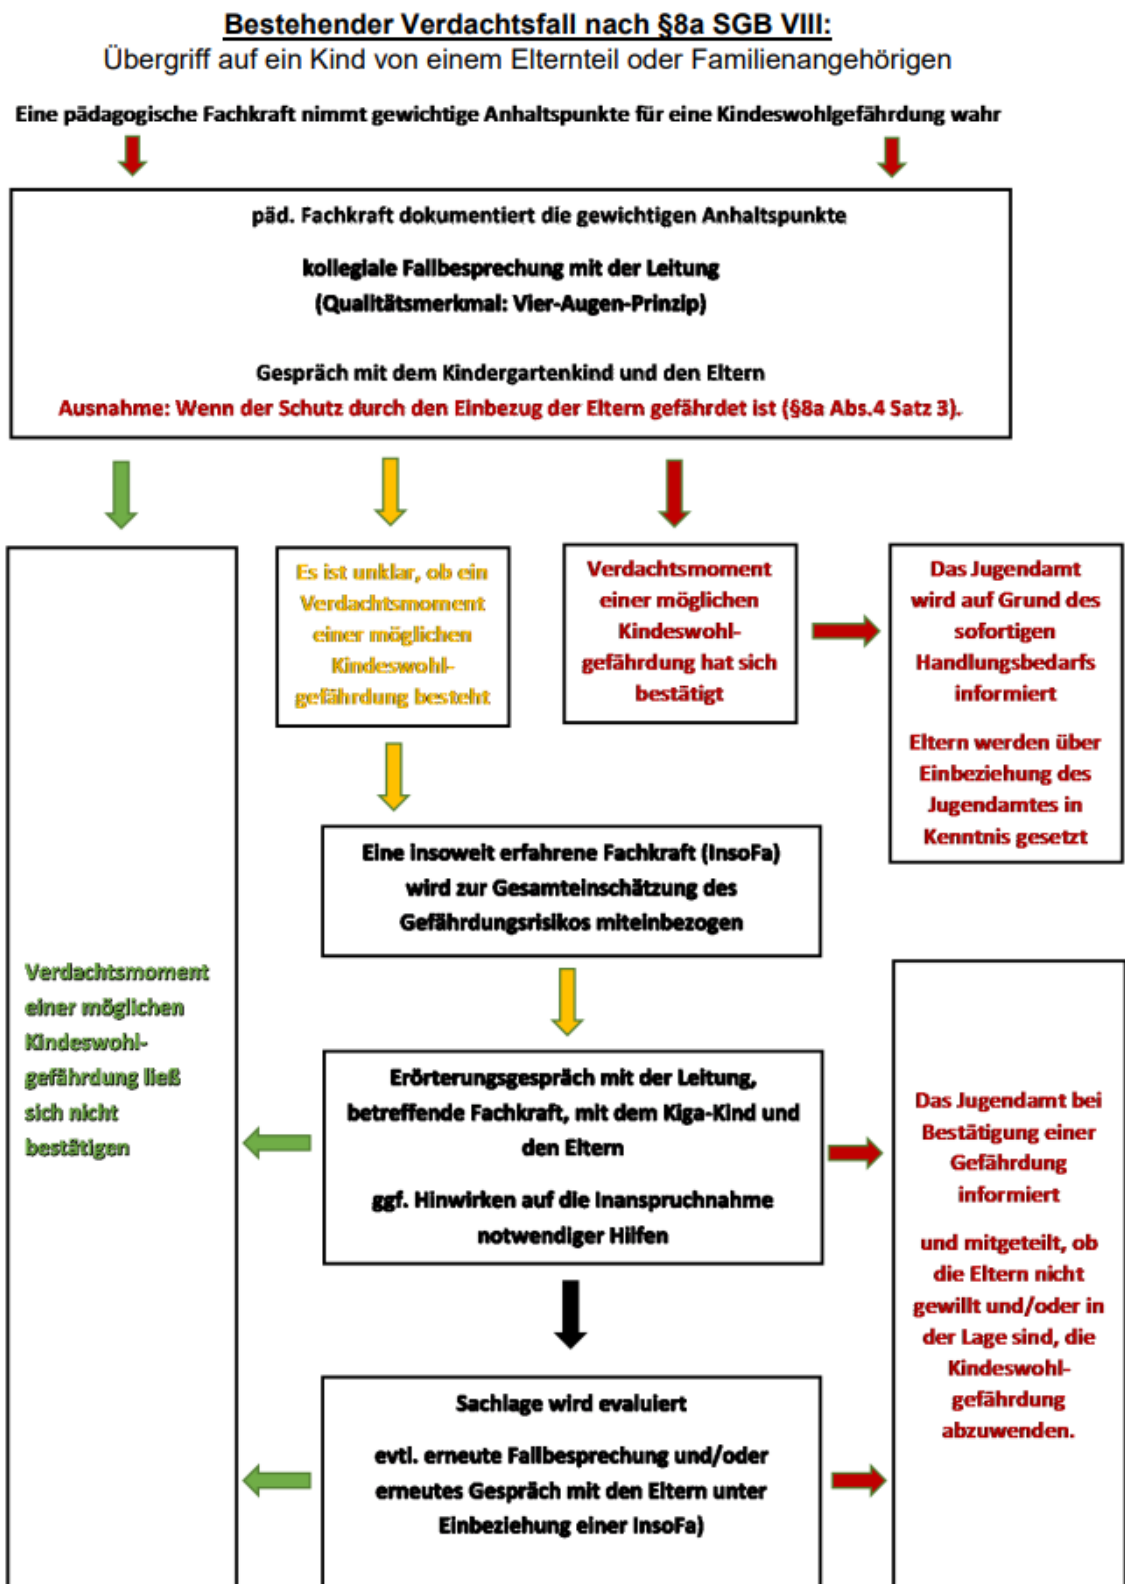 Bestehender Verdachtsfall nach §8a SGB VIII:
Übergriff auf ein Kind von einem Elternteil oder Familienangehörigen
Eine pädagogische Fachkraft nimmt gewichtige Anhaltspunkte für eine Kindeswohlgefährdung wahr
päd. Fachkraft dokumentiert die gewichtigen Anhaltspunkte
kollegiale Fallbesprechung mit der Leitung
(Qualitätsmerkmal: Vier-Augen-Prinzip)
Gespräch mit dem Kindergartenkind und den Eltern
Ausnahme: Wenn der Schutz durch den Einbezug der Eltern gefährdet ist (§8a Abs.4 Satz 3).
Es ist unklar, ob ein
Verdachtsmoment
einer möglichen
Kindeswohl-
gefährdung besteht
Verdachtsmoment
einer möglichen
Kindeswohl-
gefährdung hat sich
bestätigt
Das Jugendamt
wird auf Grund des
sofortigen
Handlungsbedarfs
informiert
Eltern werden über
Einbeziehung des
Jugendamtes in
Kenntnis gesetzt
Eine insoweit erfahrene Fachkraft (InsoFa)
wird zur Gesamteinschätzung des
Gefährdungsrisikos miteinbezogen
Verdachtsmoment
einer möglichen
Kindeswohl-
gefährdung ließ
sich nicht
bestätigen
Erörterungsgespräch mit der Leitung,
betreffende Fachkraft, mit dem Kiga-Kind und
den Eltern
ggf. Hinwirken auf die Inanspruchnahme
notwendiger Hilfen
Das Jugendamt bei
Bestätigung einer
Gefährdung
informiert
und mitgeteilt, ob
die Eltern nicht
gewillt und/oder in
der Lage sind, die
Kindeswohl-
gefährdung
abzuwenden.
Sachlage wird evaluiert
evtl. erneute Fallbesprechung und/oder
erneutes Gespräch mit den Eltern unter
Einbeziehung einer InsoFa)